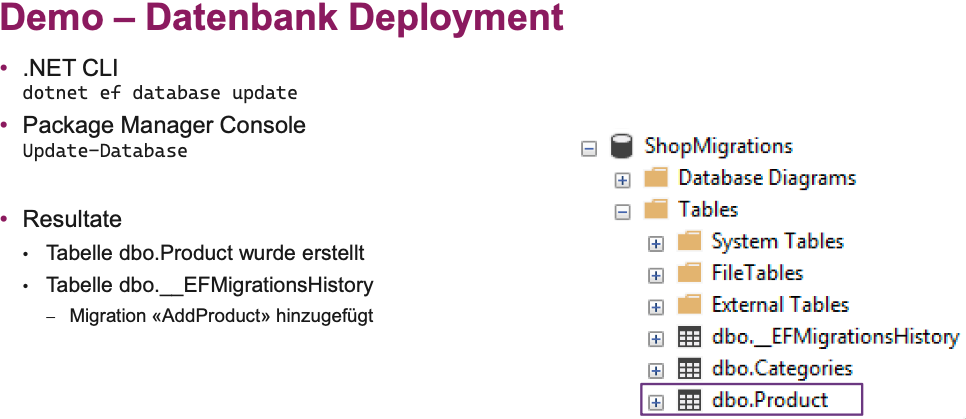 Demo – Datenbank Deployment
• .NET CLI
dotnet ef database update
• Package Manager Console
Update-Database
• Resultate
• Tabelle dbo.Product wurde erstellt
• Tabelle dbo.__EFMigrationsHistory
– Migration «AddProduct» hinzugefügt
ShopMigrations
Database Diagrams
Tables
System Tables
FileTables
External Tables
dbo.__EFMigrationsHistory
dbo.Categories
dbo.Product